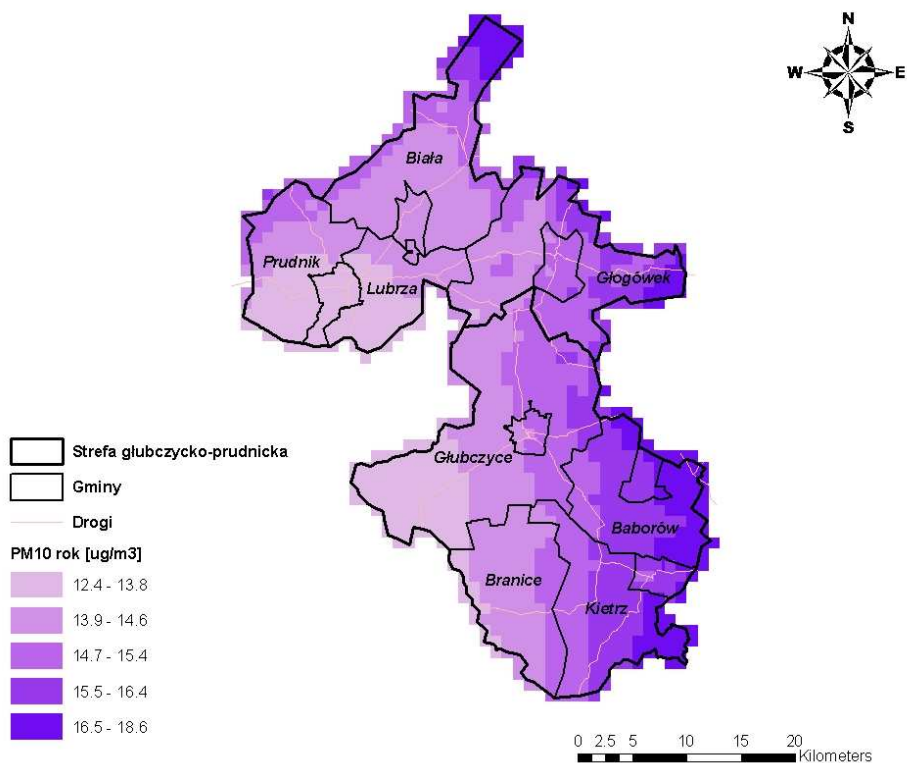 N
W E
S
Biała
Prudnik
Lubrza
Głogówek
Głubczyce
Baborów
Branice
Kietrz
Strefa głubczycko-prudnicka
Gminy
Drogi
PM10 rok [ug/m3]
12.4 - 13.8
13.9 - 14.6
14.7 - 15.4
15.5 - 16.4
16.5 - 18.6
0 2.5 5 10 15 20
Kilometers